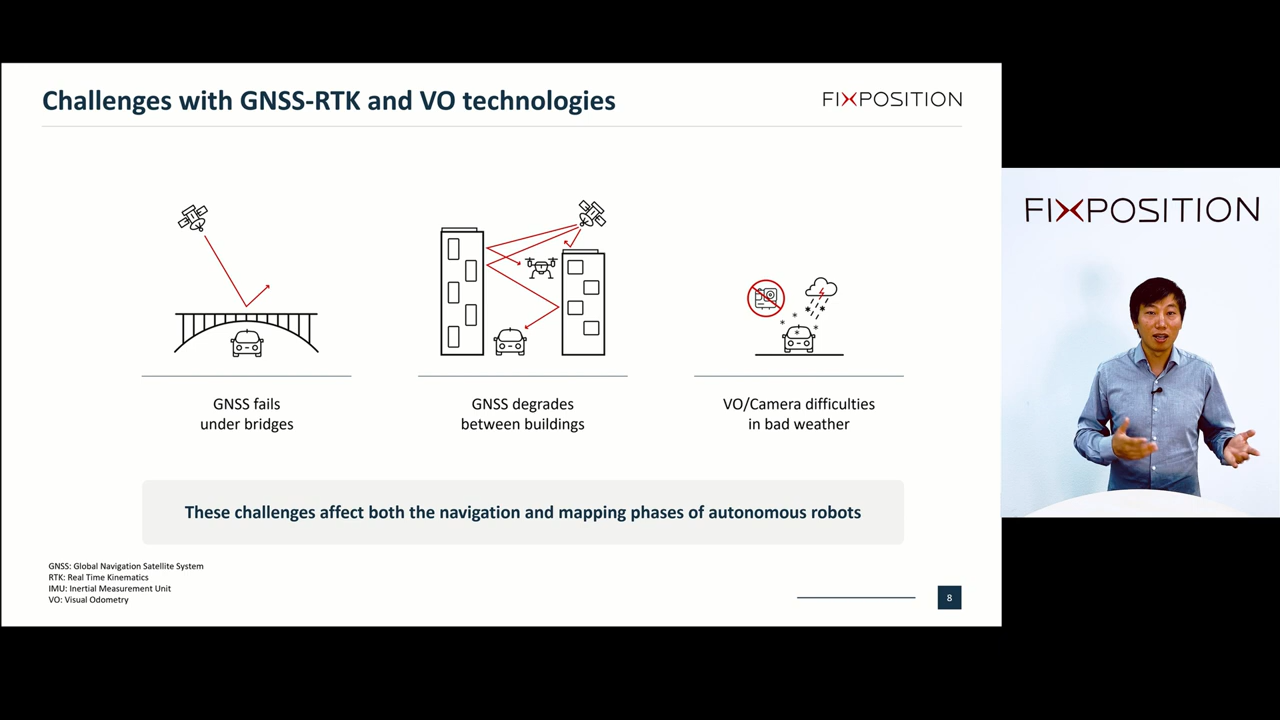 Challenges with GNSS-RTK and VO technologies
FIXPOSITION
GNSS fails
under bridges
GNSS degrades
between buildings
VO/Camera difficulties
in bad weather
These challenges affect both the navigation and mapping phases of autonomous robots
GNSS: Global Navigation Satellite System
RTK: Real Time Kinematics
IMU: Inertial Measurement Unit
VO: Visual Odometry
8
FIXPOSITION